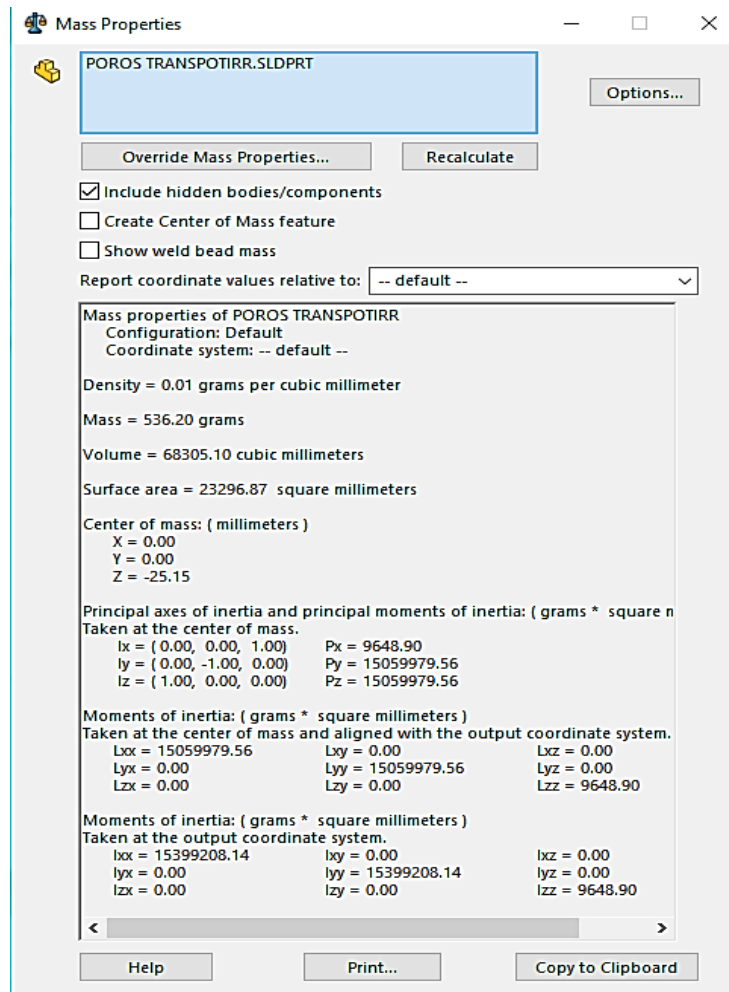 Mass Properties
POROS TRANSPOTIRR.SLDPRT
Options...
Override Mass Properties...
Recalculate
Include hidden bodies/components
Create Center of Mass feature
Show weld bead mass
Report coordinate values relative to: -- default --
Mass properties of POROS TRANSPOTIRR
Configuration: Default
Coordinate system: -- default --
Density = 0.01 grams per cubic millimeter
Mass = 536.20 grams
Volume = 68305.10 cubic millimeters
Surface area = 23296.87 square millimeters
Center of mass: ( millimeters )
X = 0.00
Y = 0.00
Z = -25.15
Principal axes of inertia and principal moments of inertia: ( grams * square m
Taken at the center of mass.
Ix = ( 0.00, 0.00, 1.00) Px = 9648.90
Iy = ( 0.00, -1.00, 0.00) Py = 15059979.56
Iz = ( 1.00, 0.00, 0.00) Pz = 15059979.56
Moments of inertia: ( grams * square millimeters )
Taken at the center of mass and aligned with the output coordinate system.
Lxx = 15059979.56 Lxy = 0.00 Lxz = 0.00
Lyx = 0.00 Lyy = 15059979.56 Lyz = 0.00
Lzx = 0.00 Lzy = 0.00 Lzz = 9648.90
Moments of inertia: ( grams * square millimeters )
Taken at the output coordinate system.
Ixx = 15399208.14 Ixy = 0.00 Ixz = 0.00
Iyx = 0.00 Iyy = 15399208.14 Iyz = 0.00
Izx = 0.00 Izy = 0.00 Izz = 9648.90
Help
Print...
Copy to Clipboard